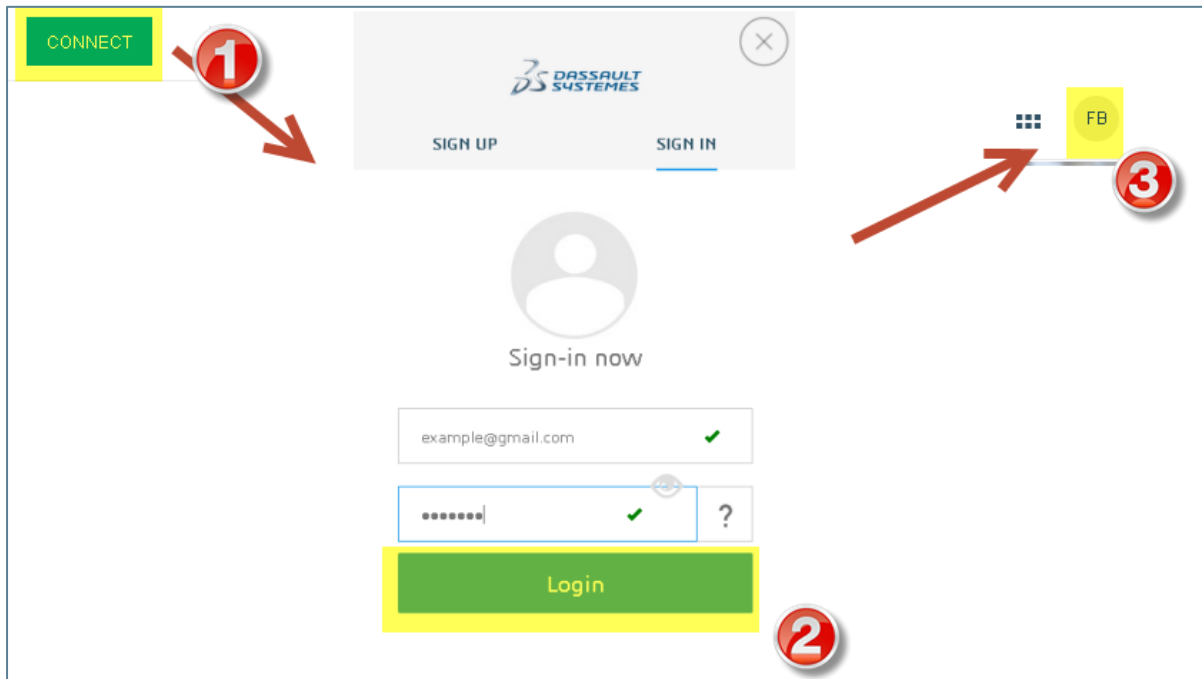 CONNECT
1
DASSAULT
SYSTEMES
SIGN UP
SIGN IN
FB
3
Sign-in now
example@gmail.com
•••••••
?
Login
2